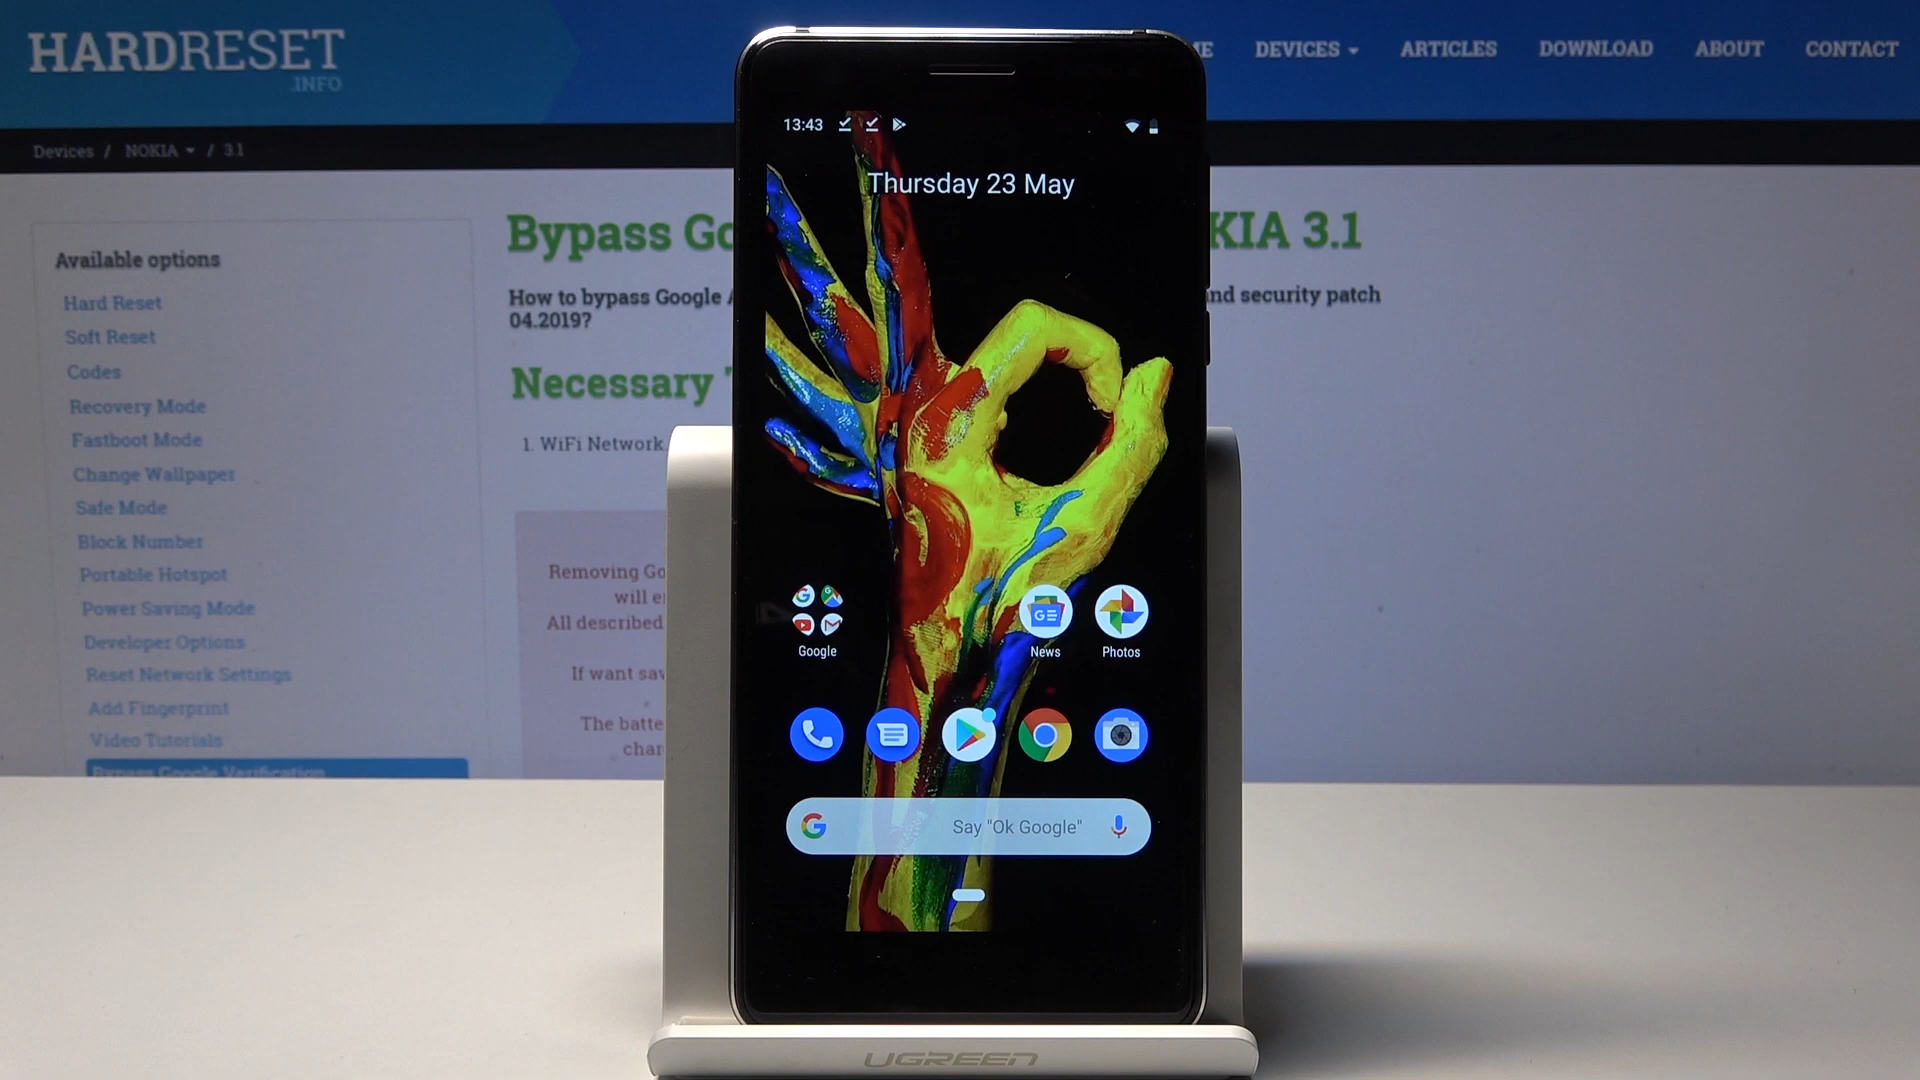 HARDRESET
.INFO
DEVICES
ARTICLES
DOWNLOAD
ABOUT
CONTACT
Devices / NOKIA / 3.1
Available options
Hard Reset
Soft Reset
Codes
Recovery Mode
Fastboot Mode
Change Wallpaper
Safe Mode
Block Number
Portable Hotspot
Power Saving Mode
Developer Options
Reset Network Settings
Add Fingerprint
Video Tutorials
Bypass Google Verification
Bypass Go
KIA 3.1
How to bypass Google
nd security patch
04.2019?
Necessary
1. WiFi Network
Removing Go
will e
All described
If want sav
The batte
char
13:43
Thursday 23 May
Google
GE
News
Photos
Say "Ok Google"
UGREEN